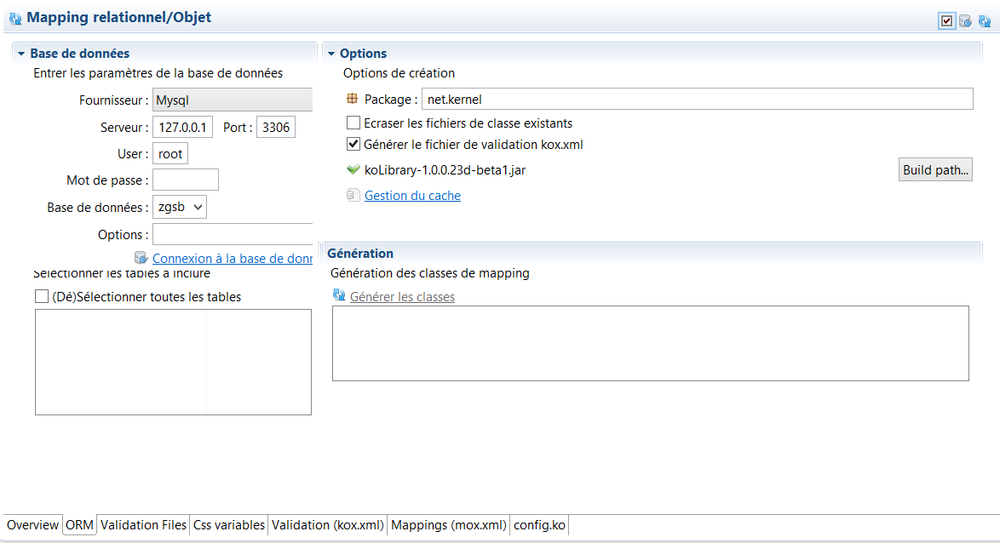 Mapping relationnel/Objet
Base de données
Entrer les paramètres de la base de données
Fournisseur : Mysql
Serveur : 127.0.0.1 Port : 3306
User : root
Mot de passe :
Base de données : zgsb
Options :
Connexion à la base de donr
Sélectionner les tables à inclure
(Dé)Sélectionner toutes les tables
Options
Options de création
Package : net.kernel
Ecraser les fichiers de classe existants
Générer le fichier de validation kox.xml
koLibrary-1.0.0.23d-beta1.jar Build path...
Gestion du cache
Génération
Génération des classes de mapping
Générer les classes
Overview ORM Validation Files Css variables Validation (kox.xml) Mappings (mox.xml) config.ko